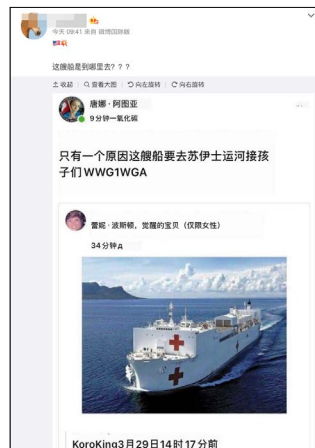 今天 09:41 来自 微博国际版
这艘船是到哪里去？？？
收起 查看大图 向左旋转 向右旋转
唐娜·阿图亚
9分钟一氧化碳
只有一个原因这艘船要去苏伊士运河接孩
子们WWG1WGA
蕾妮·波斯顿，觉醒的宝贝（仅限女性）
34分钟д
KoroKing3月29日14时17分前